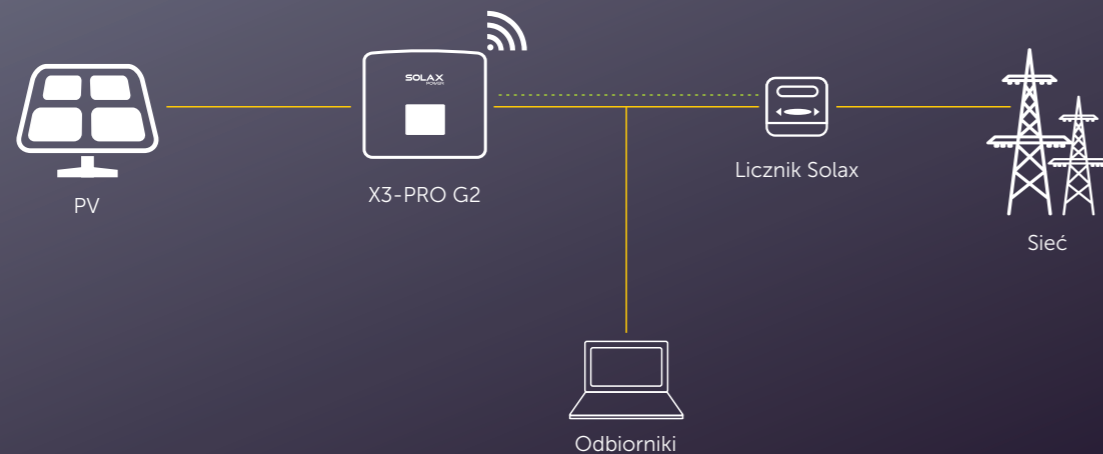 SOLAX
POWER
PV
X3-PRO G2
Licznik Solax
Sieć
Odbiorniki